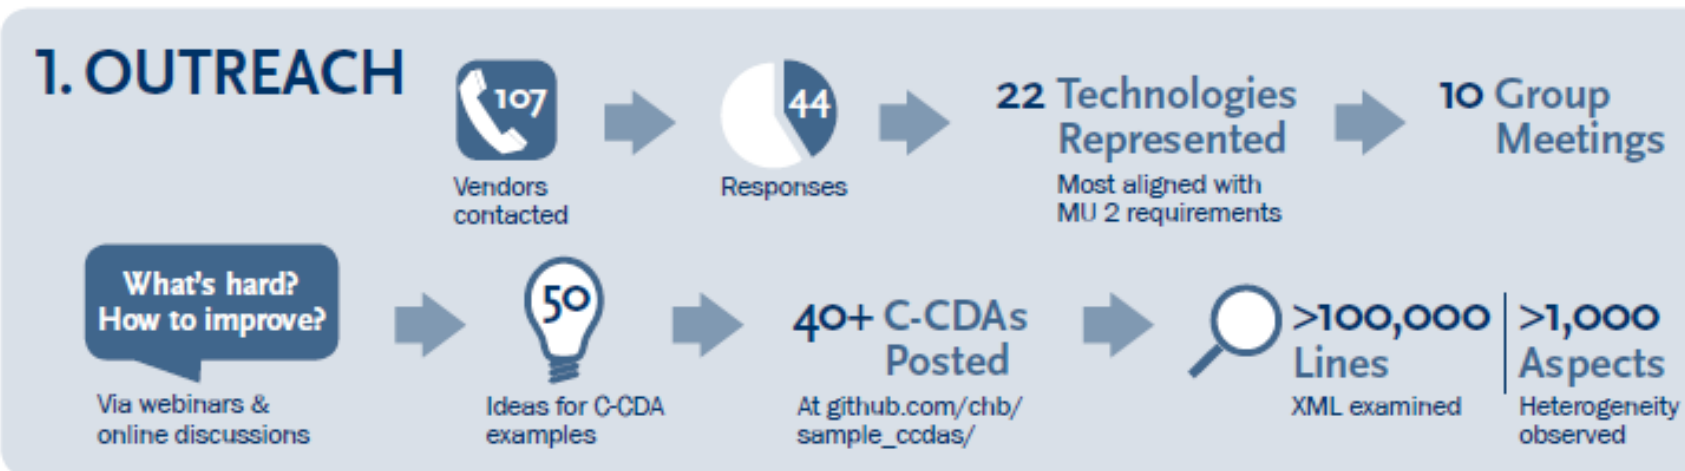 1. OUTREACH
107
Vendors
contacted
44
Responses
22 Technologies
Represented
Most aligned with
MU 2 requirements
10 Group
Meetings
What's hard?
How to improve?
Via webinars &
online discussions
50
Ideas for C-CDA
examples
40+ C-CDAs
Posted
At github.com/chb/
sample_ccdas/
>100,000
Lines
XML examined
>1,000
Aspects
Heterogeneity
observed